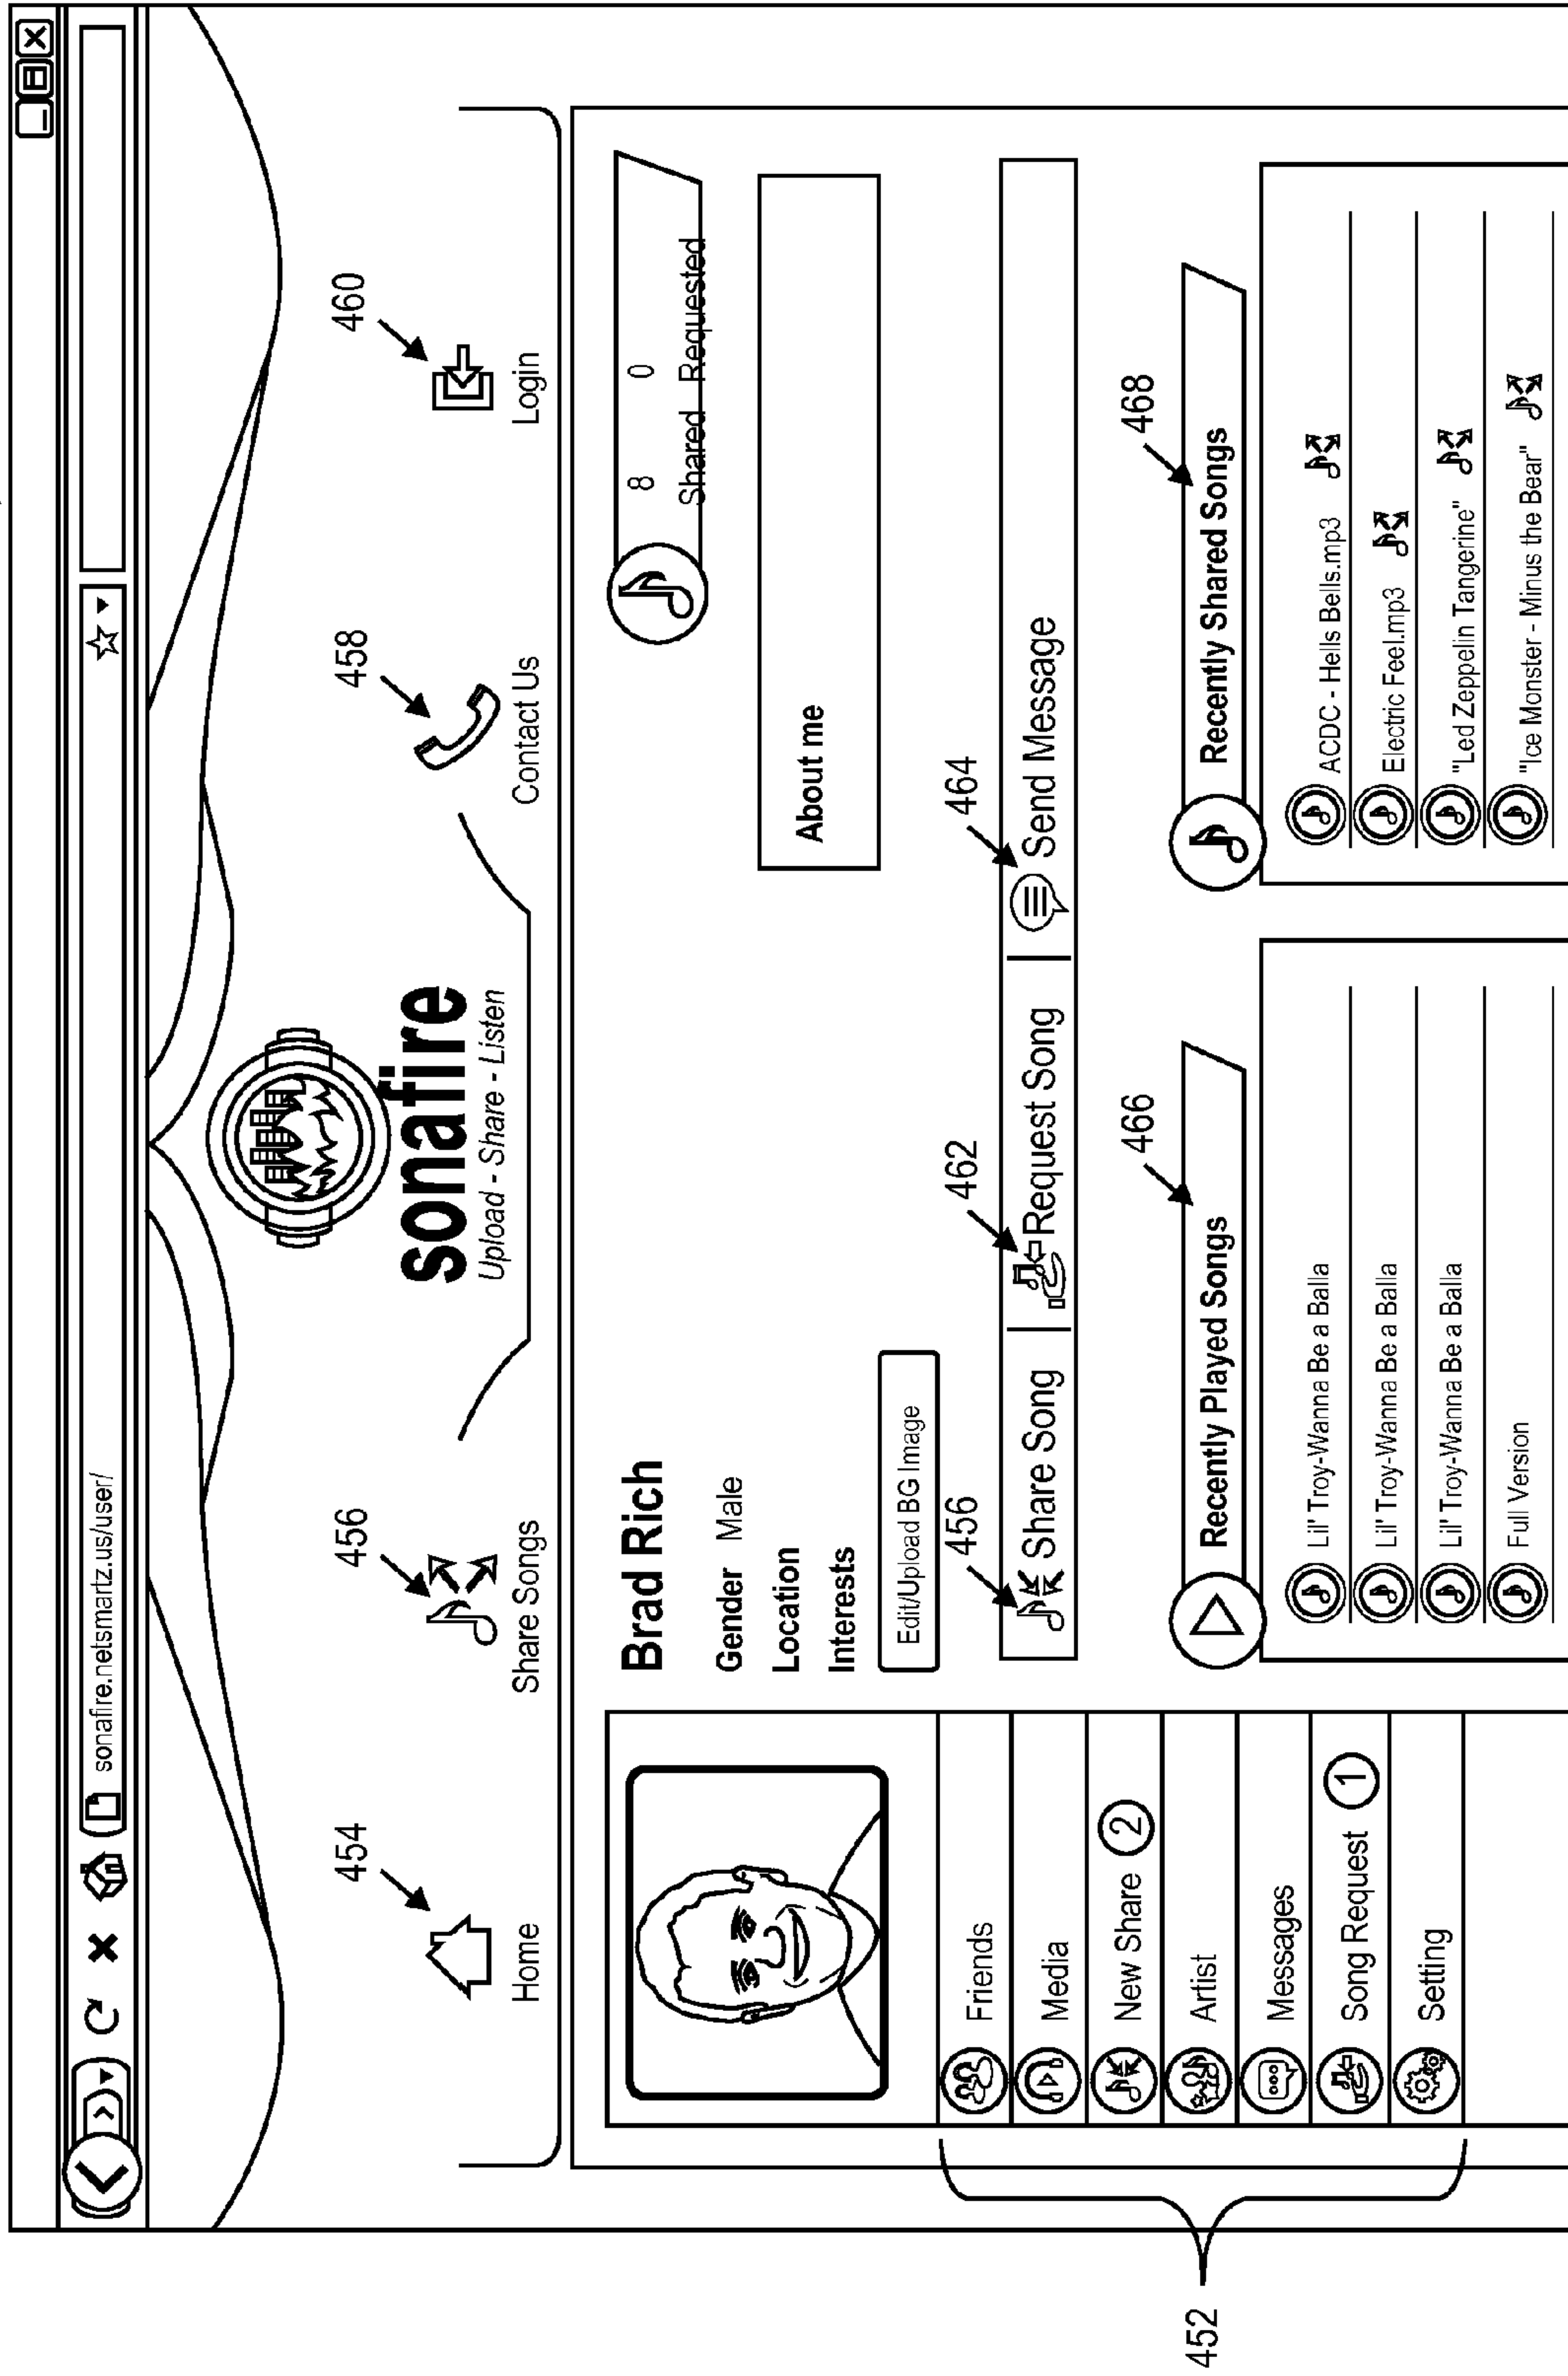 sonafire.netsmartz.us/user/
454
456
458
460
Home
Share Songs
sonafire
Upload - Share - Listen
Contact Us
Login
Brad Rich
Gender Male
Location
Interests
Edit/Upload BG Image
8 0
Shared Requested
About me
452
Friends
Media
New Share 2
Artist
Messages
Song Request 1
Setting
456
462
464
Share Song
Request Song
Send Message
466
Recently Played Songs
Lil' Troy-Wanna Be a Balla
Lil' Troy-Wanna Be a Balla
Lil' Troy-Wanna Be a Balla
Full Version
468
Recently Shared Songs
ACDC - Hells Bells.mp3
Electric Feel.mp3
"Led Zeppelin Tangerine"
"Ice Monster - Minus the Bear"